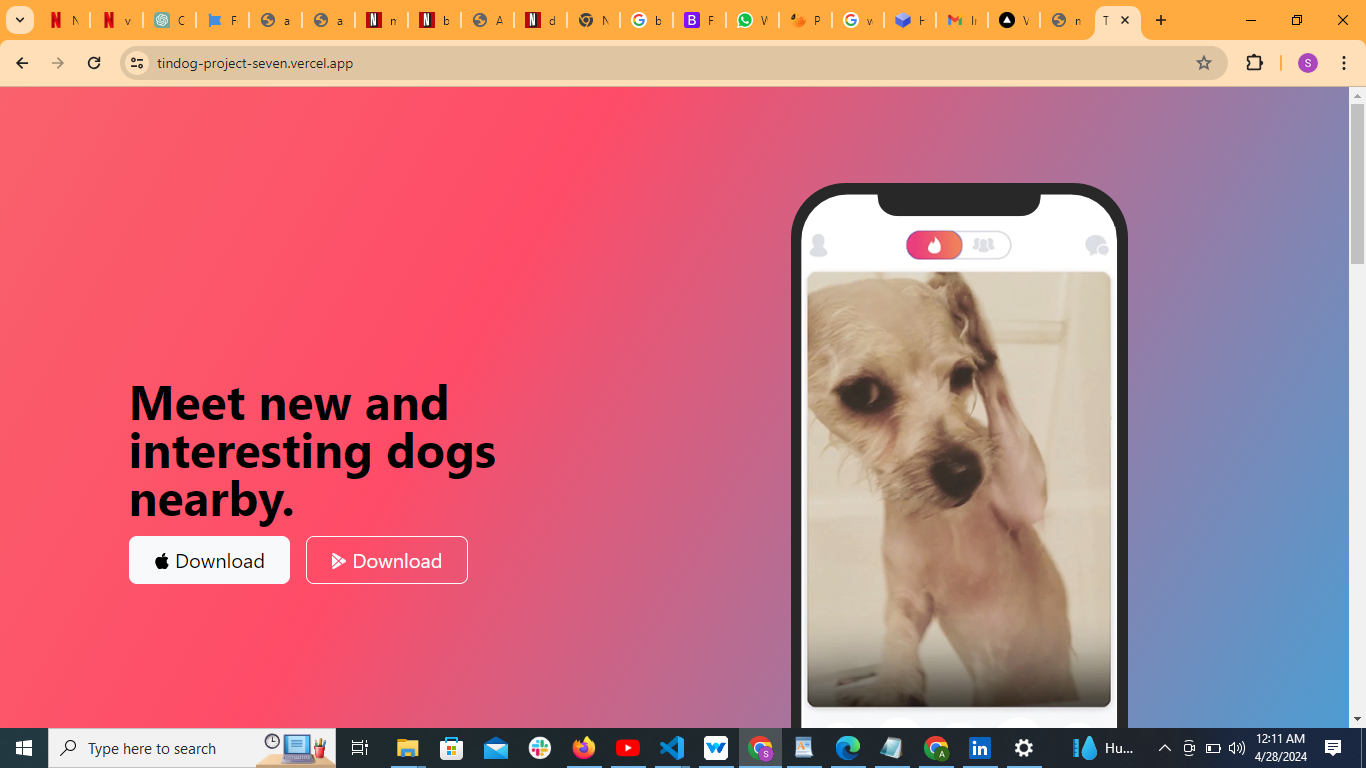 N
v
C
F
a
a
n
b
A
d
N
b
F
W
P
w
H
Ir
V
n
T
tindog-project-seven.vercel.app
S
Meet new and
interesting dogs
nearby.
Download
Download
Type here to search
Hu...
12:11 AM
4/28/2024